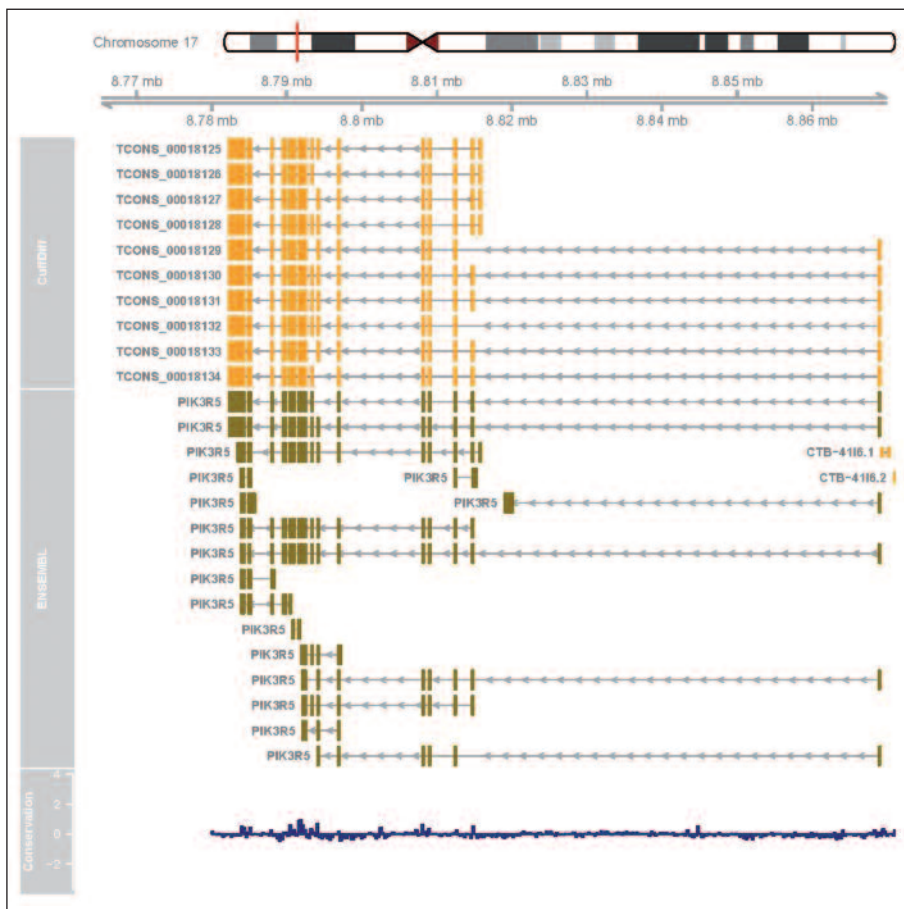 Chromosome 17
8.77 mb 8.79 mb 8.81 mb 8.83 mb 8.85 mb
8.78 mb 8.8 mb 8.82 mb 8.84 mb 8.86 mb
CuffDiff
TCONS_00018125
TCONS_00018126
TCONS_00018127
TCONS_00018128
TCONS_00018129
TCONS_00018130
TCONS_00018131
TCONS_00018132
TCONS_00018133
TCONS_00018134
ENSEMBL
PIK3R5
PIK3R5
PIK3R5 CTB-41I6.1
PIK3R5 PIK3R5 CTB-41I6.2
PIK3R5 PIK3R5
PIK3R5
PIK3R5
PIK3R5
PIK3R5
PIK3R5
PIK3R5
PIK3R5
PIK3R5
PIK3R5
PIK3R5
Conservation
4
2
0
-2